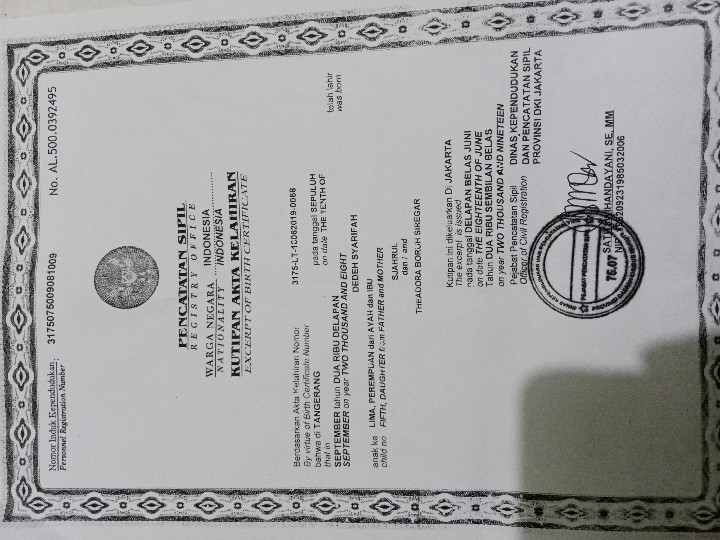 Nomor Induk Kependudukan : 3175075009081009
Personnel Registration Number
No. AL.500.0392495
PENCATATAN SIPIL
REGISTRY OFFICE
WARGA NEGARA INDONESIA
NATIONALITY INDONESIA
KUTIPAN AKTA KELAHIRAN
EXCERPT OF BIRTH CERTIFICATE
Berdasarkan Akta Kelahiran Nomor
By virtue of Birth Certificate Number
bahwa di TANGERANG pada tanggal SEPULUH telah lahir
that in on date THE TENTH OF was born
SEPTEMBER tahun DUA RIBU DELAPAN
SEPTEMBER on year TWO THOUSAND AND EIGHT
DEDEH SYARIFAH
anak ke LIMA, PEREMPUAN dari AYAH dan IBU
child no FIFTH, DAUGHTER from FATHER and MOTHER
SJAHERUL
dan / and
THEADORA BORUH SIREGAR
Kutipan ini dikeluarkan Di JAKARTA
The excerpt is issued
pada tanggal DELAPAN BELAS JUNI
on date THE EIGHTEENTH OF JUNE
Tahun DUA RIBU SEMBILAN BELAS
on year TWO THOUSAND AND NINETEEN
Pejabat Pencatatan Sipil DINAS KEPENDUDUKAN
Officer of Civil Registration DAN PENCATATAN SIPIL
PROVINSI DKI JAKARTA
HANDAYANI, SE, MM